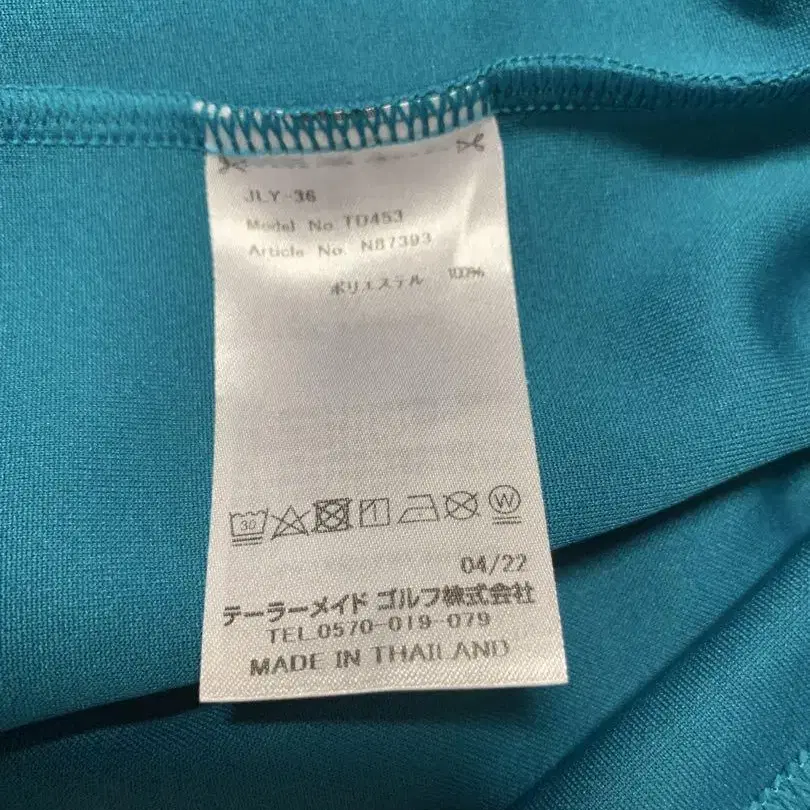 JLY-36
Model No. TD453
Article No. N87393
ポリエステル 100%
30
W
04/22
テーラーメイド ゴルフ株式会社
TEL.0570-019-079
MADE IN THAILAND